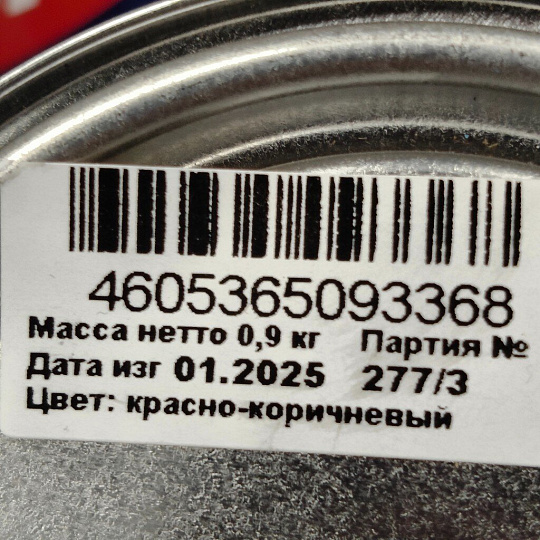 4605365093368
Масса нетто 0,9 кг Партия №
Дата изг 01.2025 277/3
Цвет: красно-коричневый